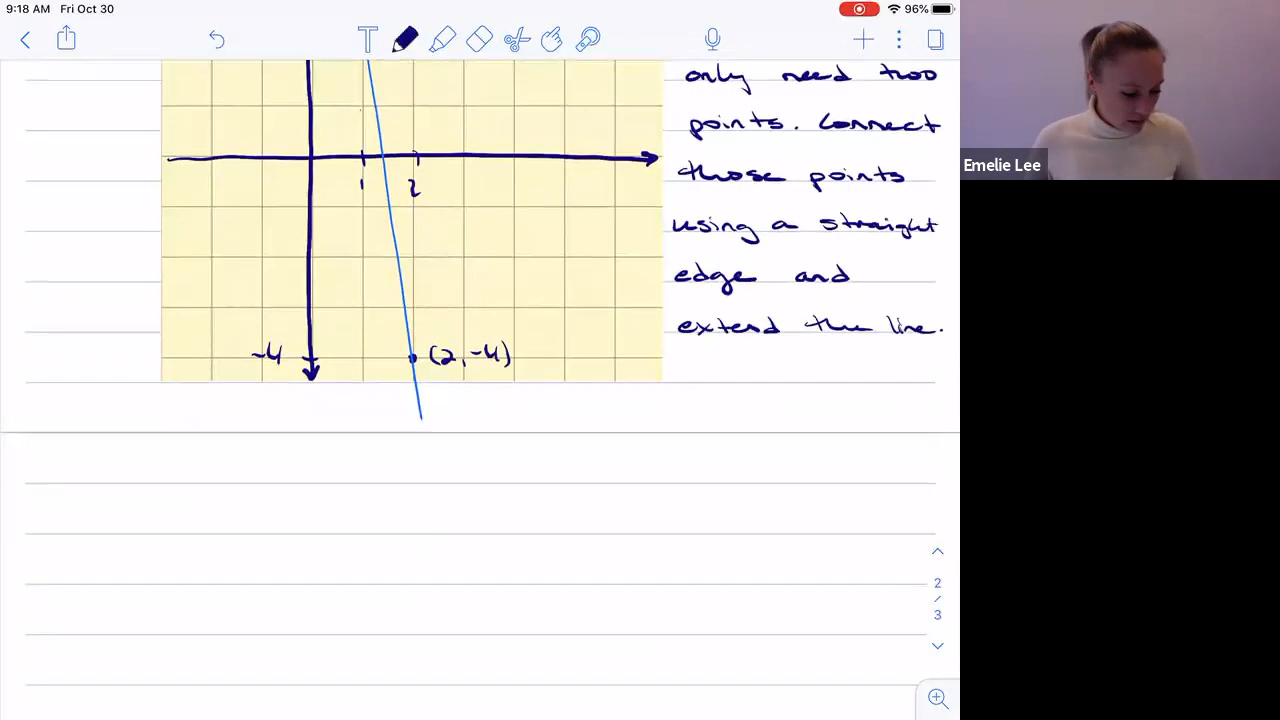 9:18 AM Fri Oct 30
96%
T
only need two
points. Connect
those points
using a straight
edge and
extend the line.
1
2
-4
(2,-4)
Emelie Lee
2
/
3